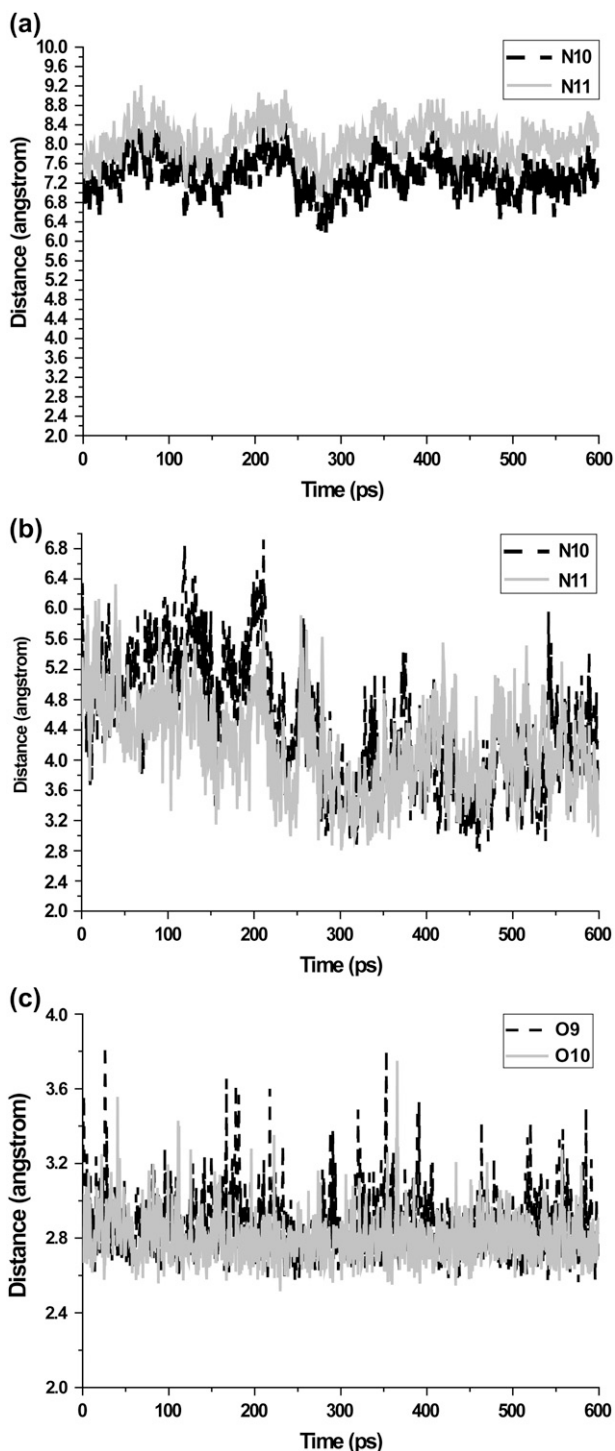 (a)
10.0
9.6
9.2
8.8
8.4
8.0
7.6
7.2
6.8
6.4
6.0
5.6
5.2
4.8
4.4
4.0
3.6
3.2
2.8
2.4
2.0
Distance (angstrom)
N10
N11
0 100 200 300 400 500 600
Time (ps)
(b)
6.8
6.4
6.0
5.6
5.2
4.8
4.4
4.0
3.6
3.2
2.8
2.4
2.0
Distance (angstrom)
N10
N11
0 100 200 300 400 500 600
Time (ps)
(c)
4.0
3.6
3.2
2.8
2.4
2.0
Distance (angstrom)
O9
O10
0 100 200 300 400 500 600
Time (ps)